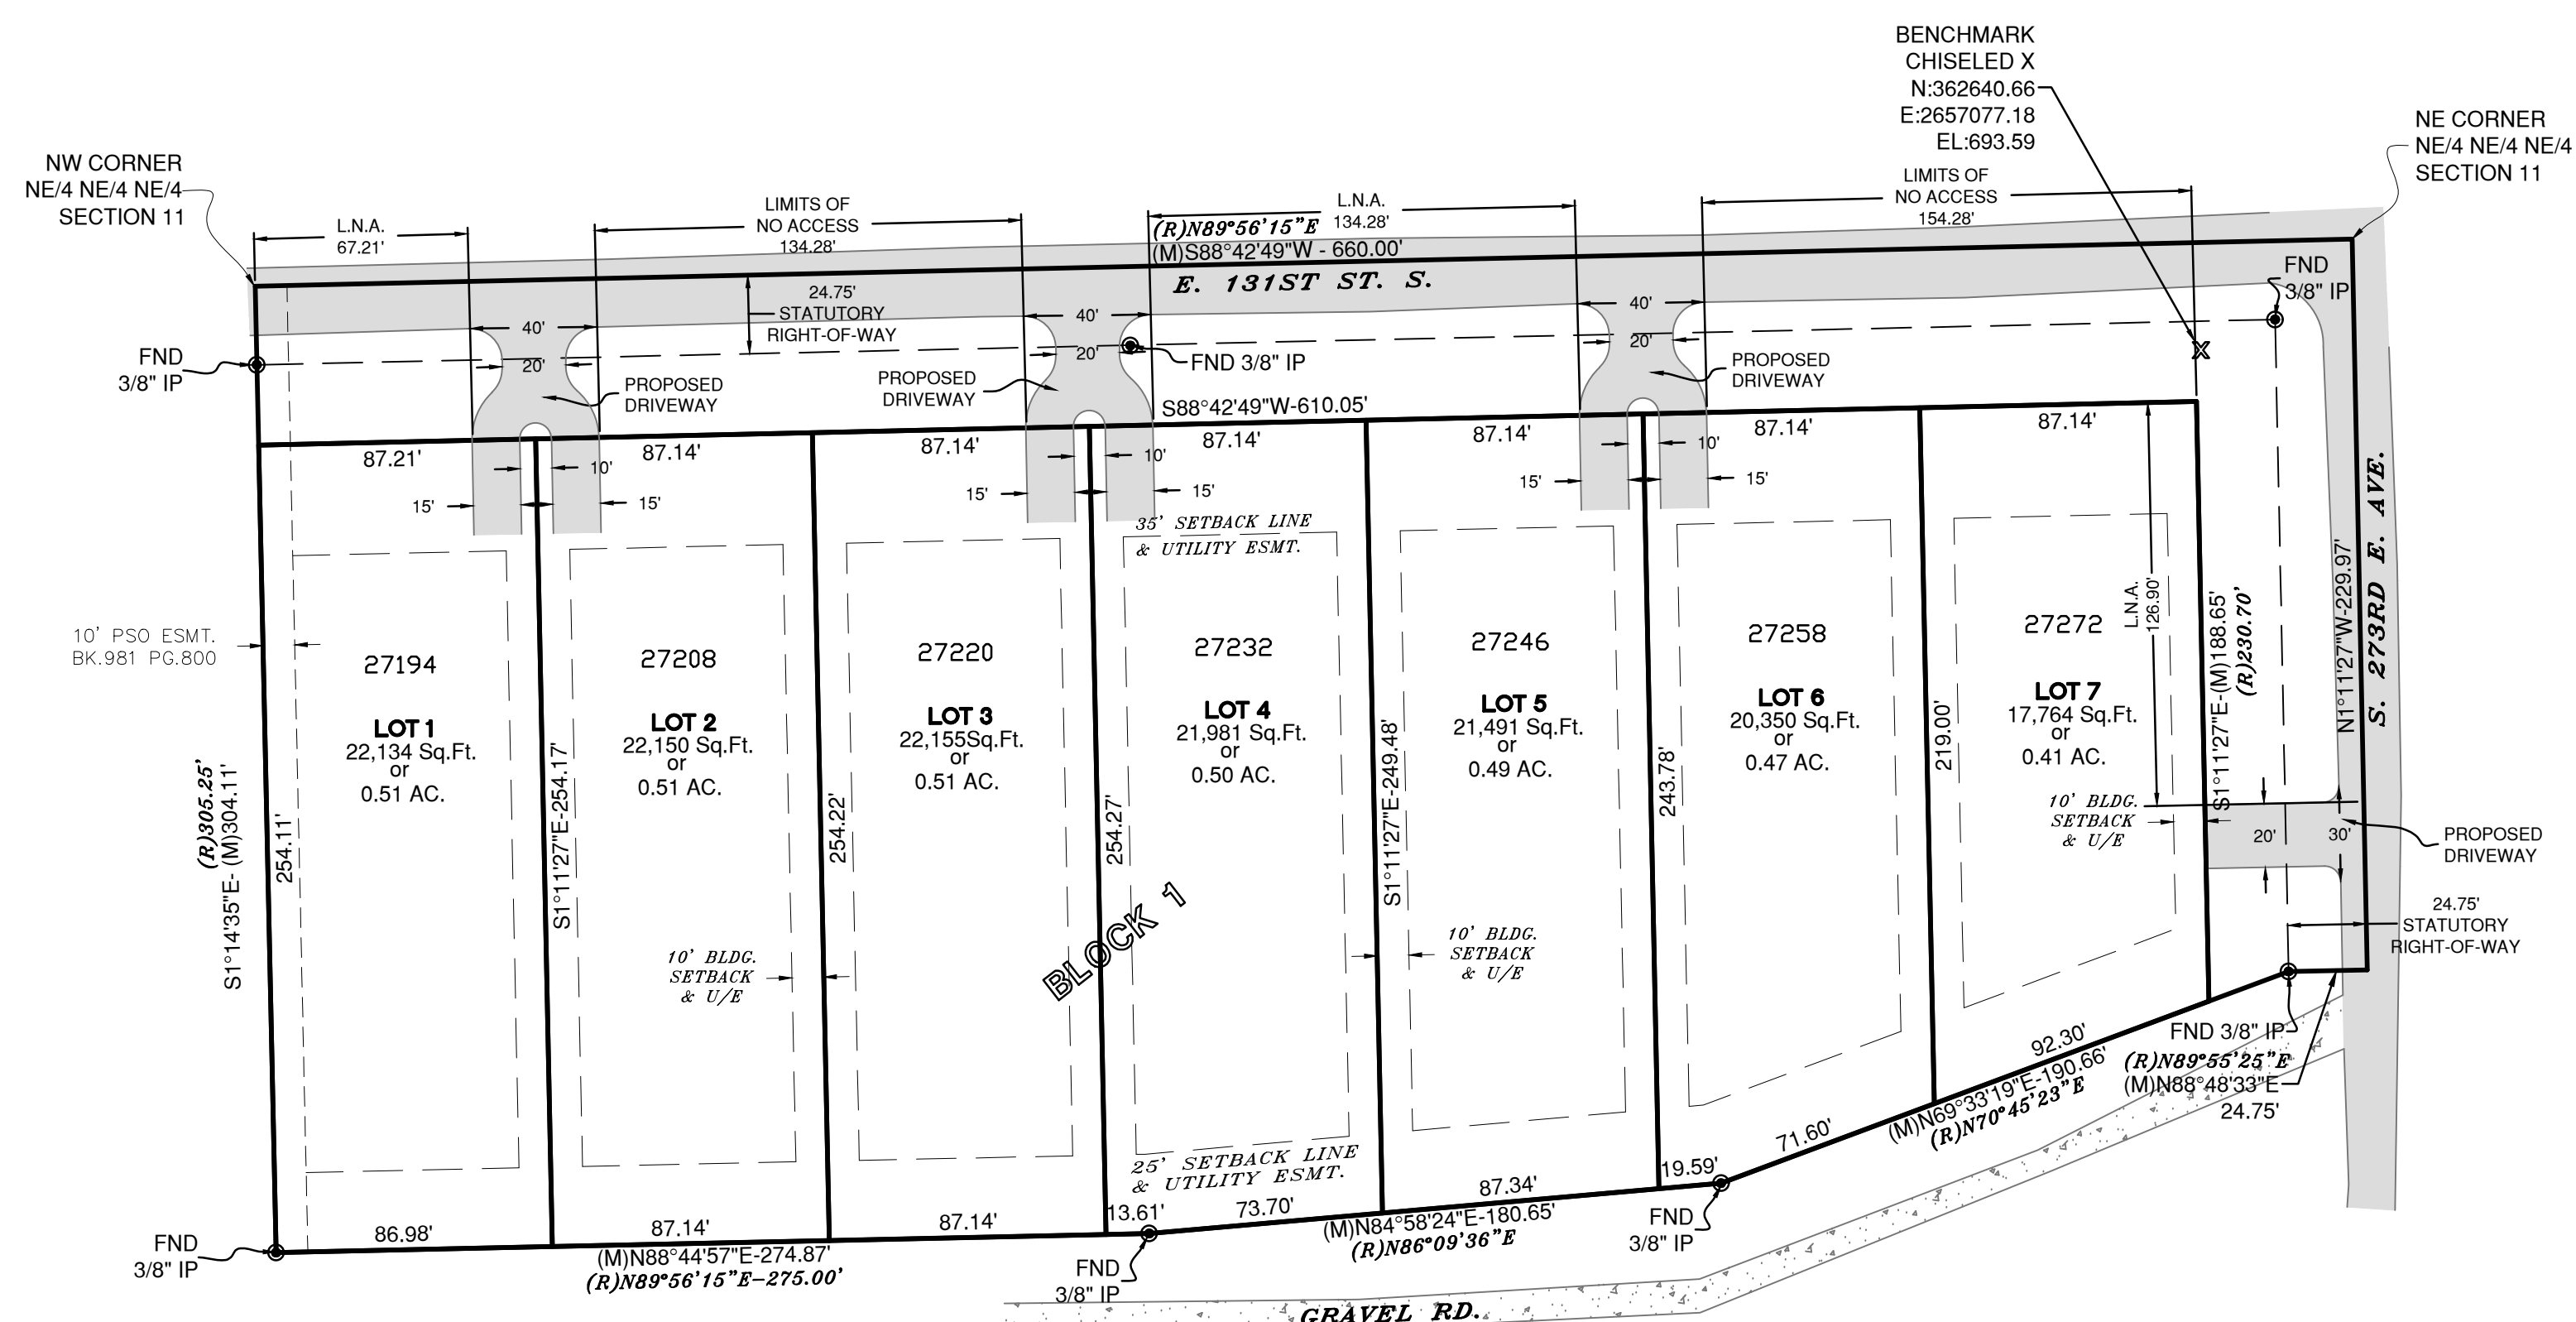 BENCHMARK
CHISELED X
N:362640.66
E:2657077.18
EL:693.59
NW CORNER
NE/4 NE/4 NE/4
SECTION 11
NE CORNER
NE/4 NE/4 NE/4
SECTION 11
L.N.A.
67.21'
LIMITS OF
NO ACCESS
134.28'
L.N.A.
134.28'
LIMITS OF
NO ACCESS
154.28'
(R)N89°56'15"E
(M)S88°42'49"W - 660.00'
E. 131ST ST. S.
24.75'
STATUTORY
RIGHT-OF-WAY
FND
3/8" IP
FND
3/8" IP
FND 3/8" IP
40'
20'
PROPOSED
DRIVEWAY
40'
20'
PROPOSED
DRIVEWAY
40'
20'
PROPOSED
DRIVEWAY
X
S88°42'49"W-610.05'
87.21'
87.14'
87.14'
87.14'
87.14'
87.14'
87.14'
10'
15'
15'
10'
15'
15'
10'
15'
15'
35' SETBACK LINE
& UTILITY ESMT.
10' PSO ESMT.
BK.981 PG.800
27194
LOT 1
22,134 Sq.Ft.
or
0.51 AC.
27208
LOT 2
22,150 Sq.Ft.
or
0.51 AC.
27220
LOT 3
22,155Sq.Ft.
or
0.51 AC.
27232
LOT 4
21,981 Sq.Ft.
or
0.50 AC.
27246
LOT 5
21,491 Sq.Ft.
or
0.49 AC.
27258
LOT 6
20,350 Sq.Ft.
or
0.47 AC.
27272
LOT 7
17,764 Sq.Ft.
or
0.41 AC.
(R)305.25'
S1°14'35"E- (M)304.11'
254.11'
S1°11'27"E-254.17'
254.22'
254.27'
S1°11'27"E-249.48'
243.78'
219.00'
L.N.A.
126.90'
S1°11'27"E-(M)188.65'
(R)230.70'
N1°11'27"W-229.97'
S. 273RD E. AVE.
10' BLDG.
SETBACK
& U/E
10' BLDG.
SETBACK
& U/E
10' BLDG.
SETBACK
& U/E
20'
30'
PROPOSED
DRIVEWAY
24.75'
STATUTORY
RIGHT-OF-WAY
BLOCK 1
25' SETBACK LINE
& UTILITY ESMT.
FND 3/8" IP
(R)N89°55'25"E
(M)N88°48'33"E
24.75'
92.30'
(M)N69°33'19"E-190.66'
(R)N70°45'23"E
71.60'
19.59'
87.34'
73.70'
13.61'
(M)N84°58'24"E-180.65'
(R)N86°09'36"E
87.14'
87.14'
86.98'
(M)N88°44'57"E-274.87'
(R)N89°56'15"E-275.00'
FND
3/8" IP
FND
3/8" IP
FND
3/8" IP
GRAVEL RD.